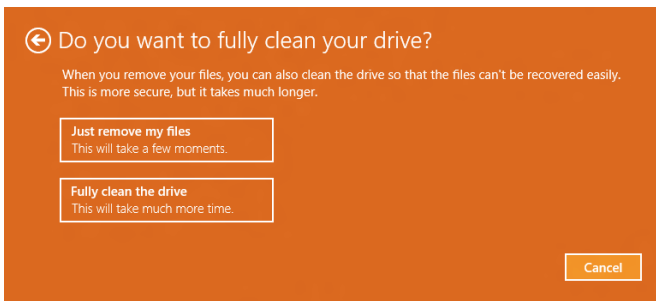 Do you want to fully clean your drive?
When you remove your files, you can also clean the drive so that the files can't be recovered easily.
This is more secure, but it takes much longer.
Just remove my files
This will take a few moments.
Fully clean the drive
This will take much more time.
Cancel